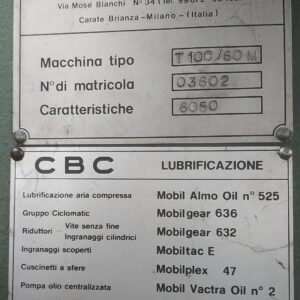 Via Mosè Bianchi N° 34 (Tel.
Carate Brianza - Milano - (Italia)
Macchina tipo T 100/60 M
N° di matricola 03602
Caratteristiche 6050
CBC LUBRIFICAZIONE
Lubrificazione aria compressa Mobil Almo Oil n° 525
Gruppo Ciclomatic Mobilgear 636
Riduttori - Vite senza fine
Ingranaggi cilindrici Mobilgear 632
Ingranaggi scoperti Mobiltac E
Cuscinetti a sfere Mobilplex 47
Pompa olio centralizzata Mobil Vactra Oil n° 2